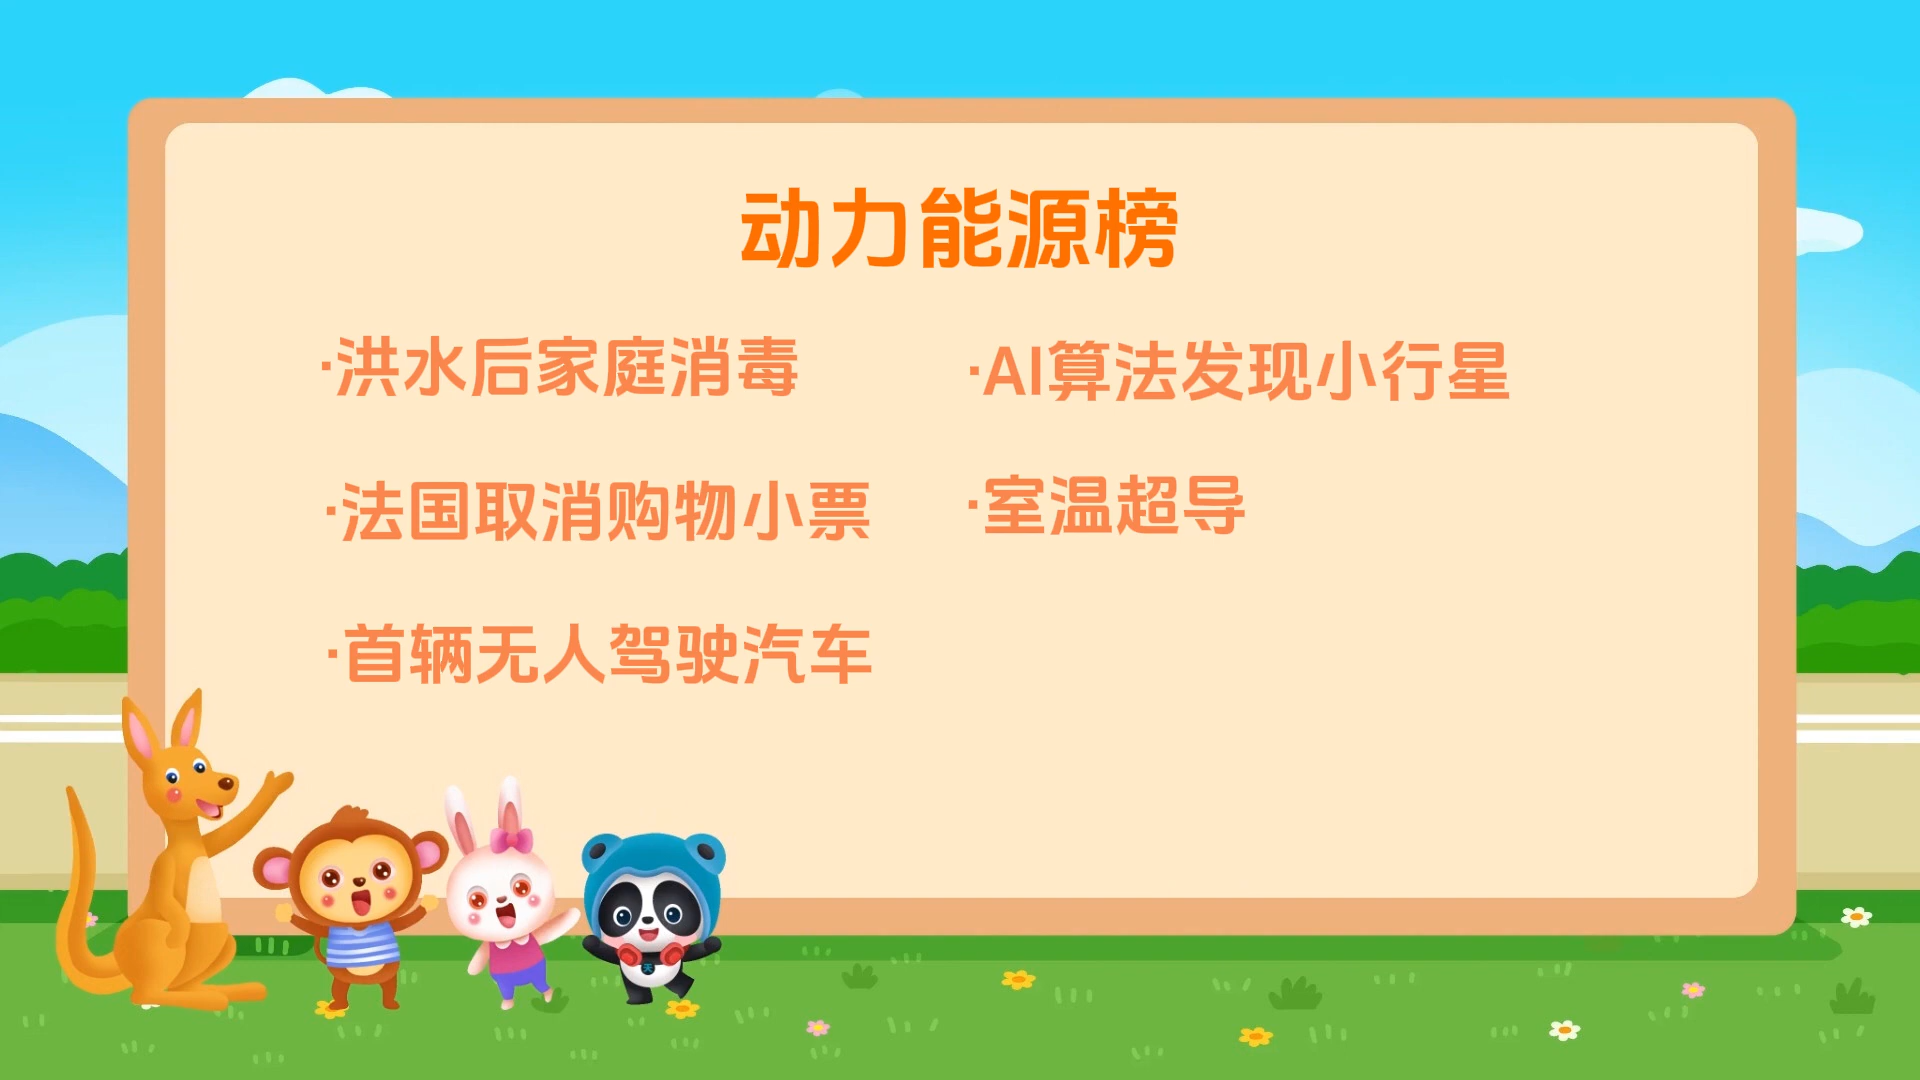 动力能源榜
·洪水后家庭消毒
·法国取消购物小票
·首辆无人驾驶汽车
·AI算法发现小行星
·室温超导